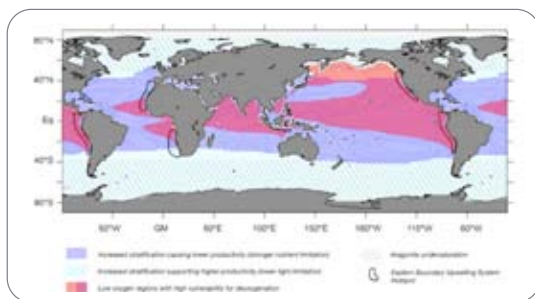 80°N
40°N
Eq
40°S
80°S
60°W GM 60°E 120°E 180°W 60°W
Increased stratification causing lower productivity (stronger nutrient limitation)
Increased stratification supporting higher productivity (lower light limitation)
Low oxygen regions with high vulnerability for deoxygenation
Aragonite undersaturation
Eastern Boundary Upwelling System
Hotspot